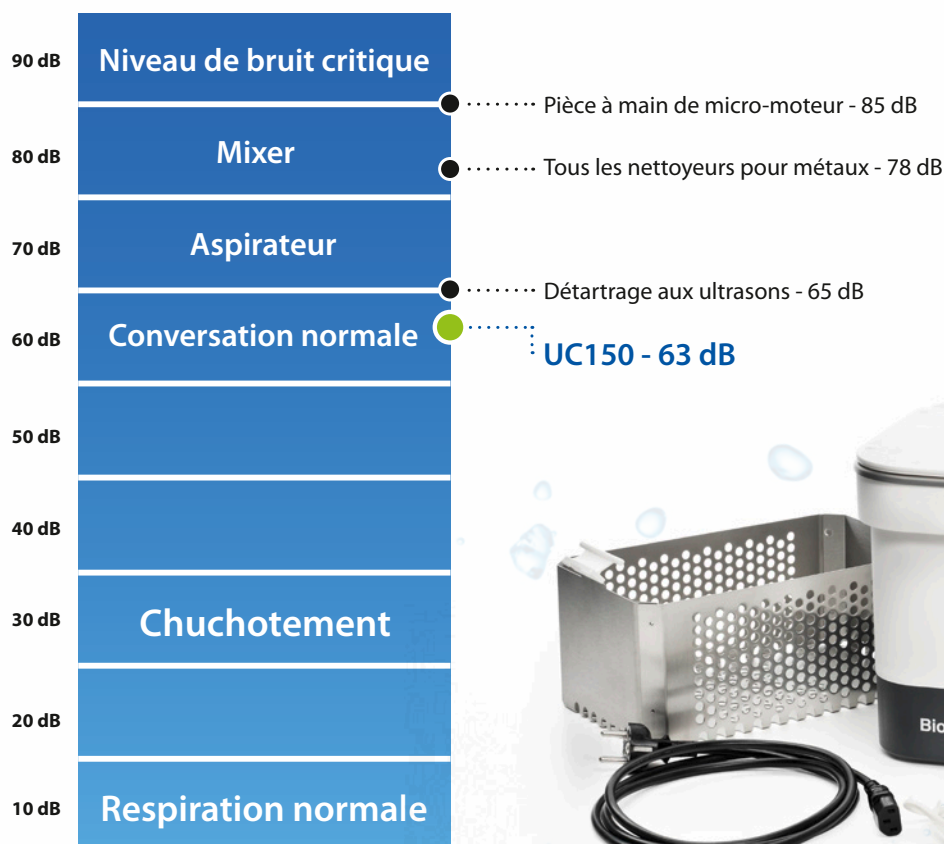 90 dB
Niveau de bruit critique
Pièce à main de micro-moteur - 85 dB
80 dB
Mixer
Tous les nettoyeurs pour métaux - 78 dB
70 dB
Aspirateur
Détartrage aux ultrasons - 65 dB
60 dB
Conversation normale
UC150 - 63 dB
50 dB
40 dB
30 dB
Chuchotement
20 dB
Bio
10 dB
Respiration normale